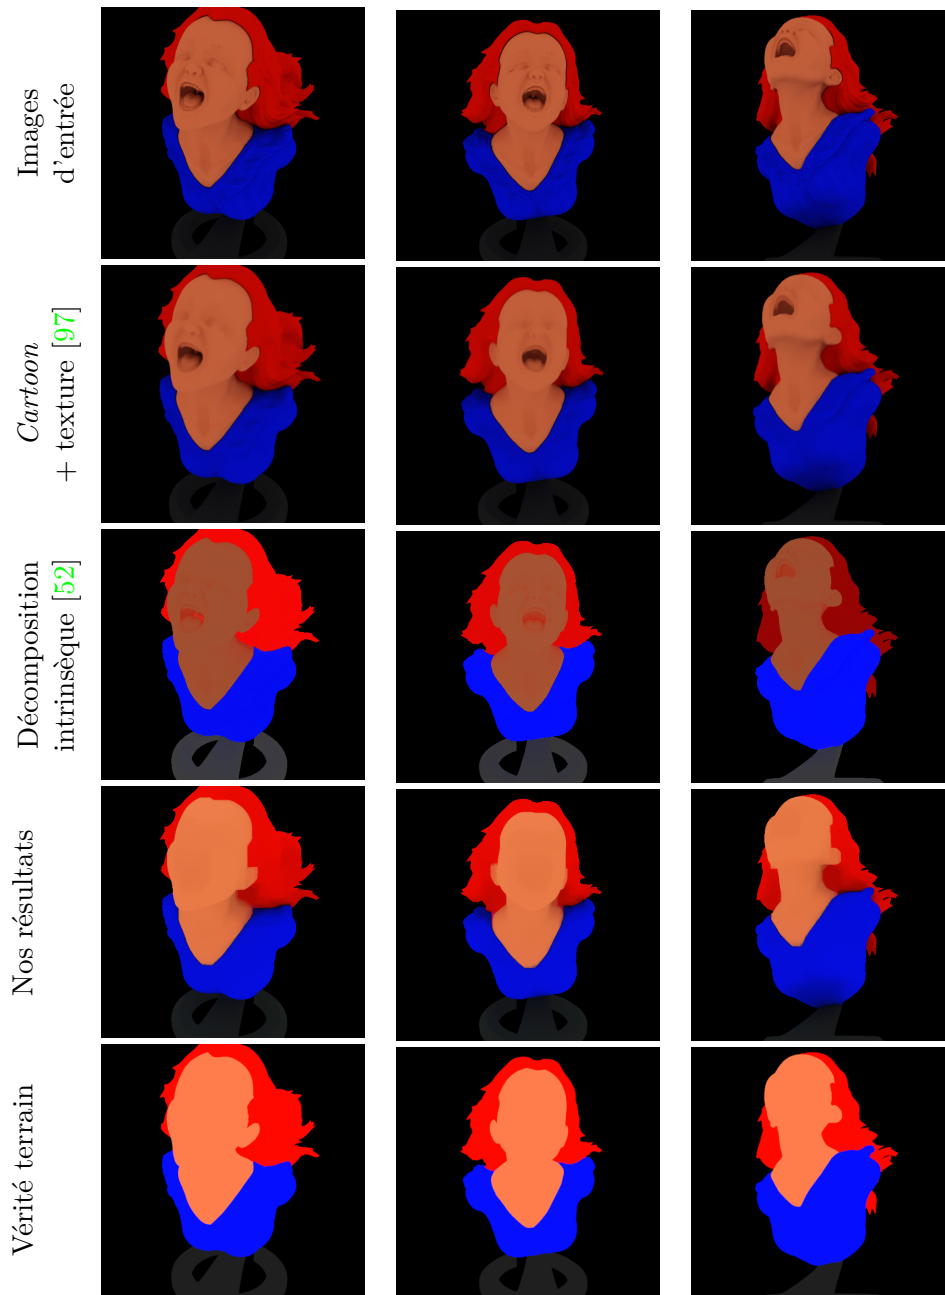 Images
d'entrée
Cartoon
+ texture [97]
Décomposition
intrinsèque [52]
Nos résultats
Vérité terrain